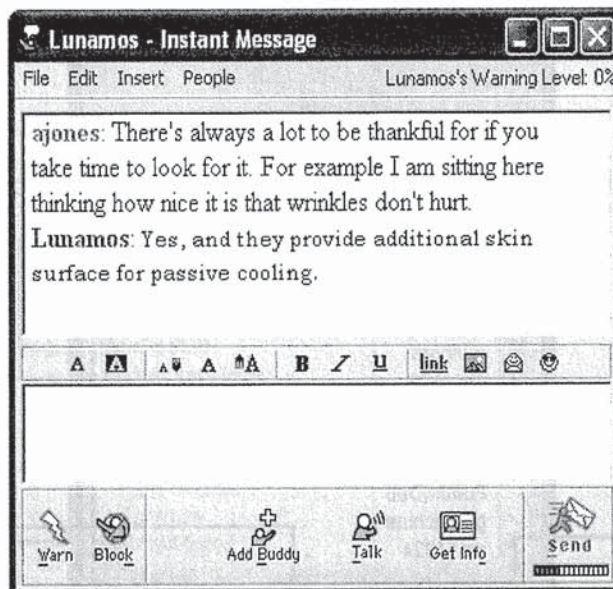 Lunamos - Instant Message
File Edit Insert People Lunamos's Warning Level: 0%
ajones: There's always a lot to be thankful for if you
take time to look for it. For example I am sitting here
thinking how nice it is that wrinkles don't hurt.
Lunamos: Yes, and they provide additional skin
surface for passive cooling.
A A A A A B I U link
Warn Block Add Buddy Talk Get Info Send